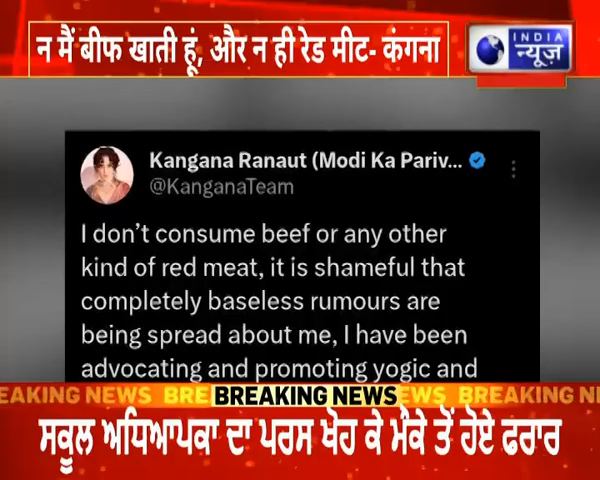 न मैं बीफ खाती हूं, और न ही रेड मीट- कंगना
INDIA
न्यूज़
Kangana Ranaut (Modi Ka Pariv...
@KanganaTeam
I don't consume beef or any other
kind of red meat, it is shameful that
completely baseless rumours are
being spread about me, I have been
advocating and promoting yogic and
EAKING NEWS BRE BREAKING NEWS EWS BREAKING N
ਸਕੂਲ ਅਧਿਆਪਕਾ ਦਾ ਪਰਸ ਖੋਹ ਕੇ ਮੌਕੇ ਤੋਂ ਹੋਏ ਫਰਾਰ